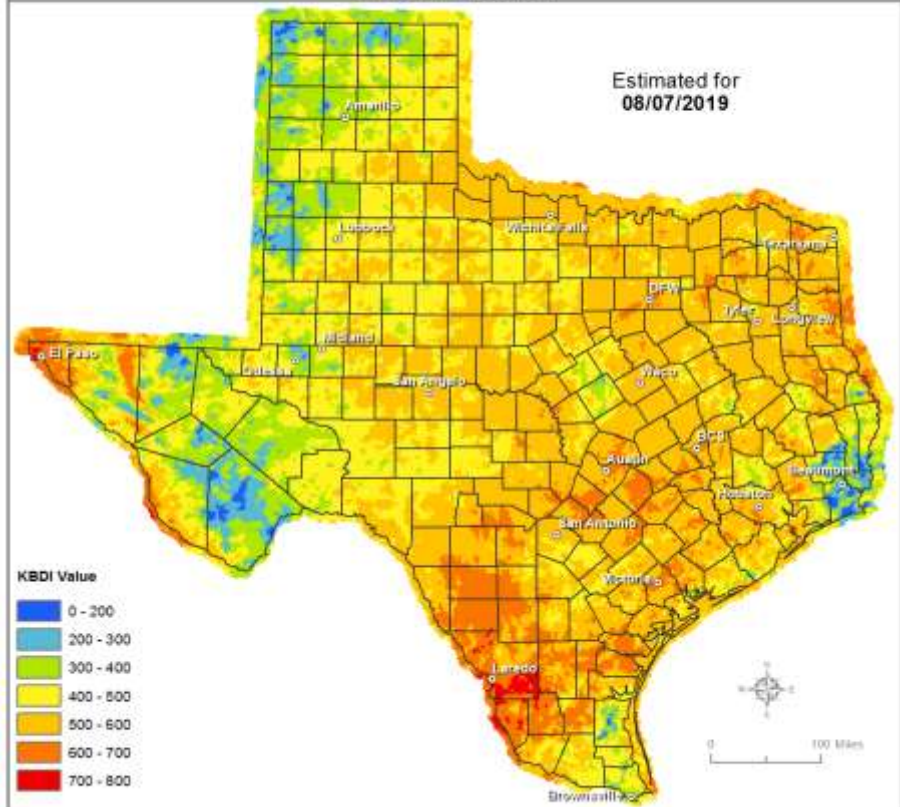 Estimated for
08/07/2019
Amarillo
Lubbock
Wichita Falls
Texarkana
DFW
Tyler
Longview
El Paso
Midland
Odessa
San Angelo
Waco
BCS
Austin
Beaumont
Houston
San Antonio
Victoria
KBDI Value
0 - 200
200 - 300
300 - 400
400 - 500
500 - 600
600 - 700
700 - 800
Laredo
Brownsville
N
W
E
S
0
100 Miles